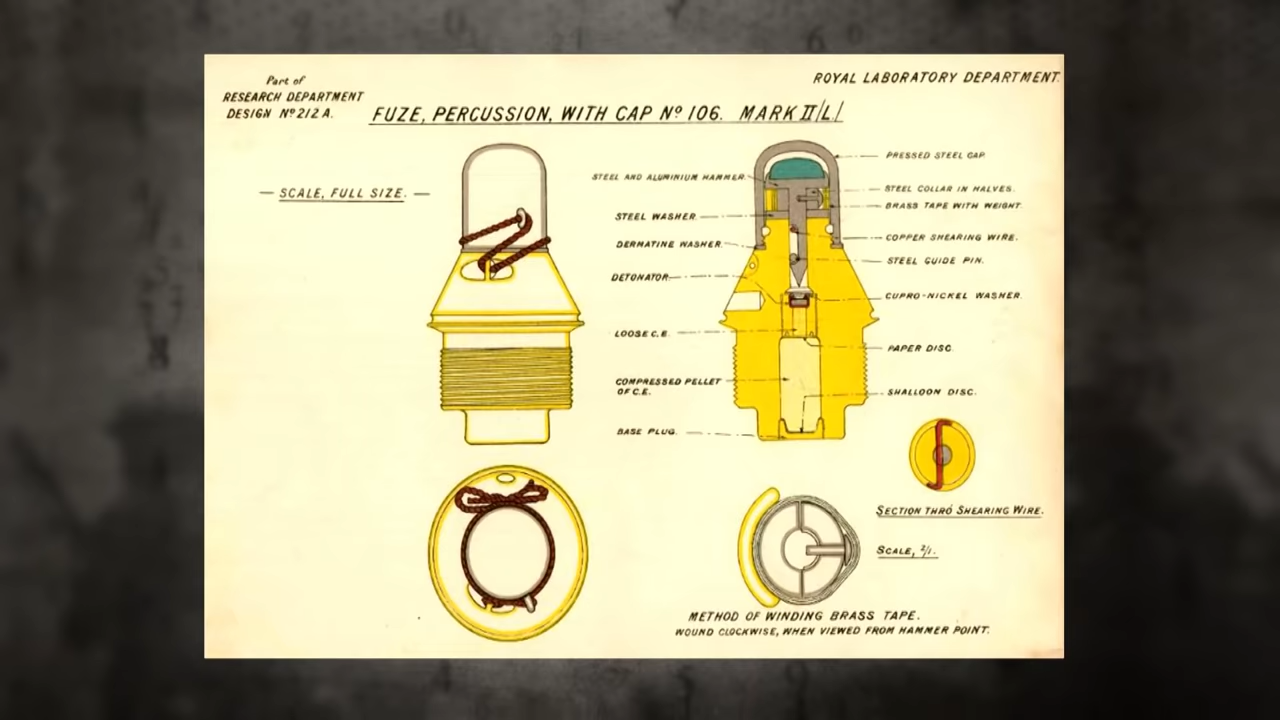 Part of
RESEARCH DEPARTMENT
DESIGN Nº 212 A.
ROYAL LABORATORY DEPARTMENT.
FUZE, PERCUSSION, WITH CAP Nº 106. MARK II/L/
— SCALE, FULL SIZE. —
STEEL AND ALUMINIUM HAMMER.
STEEL WASHER.
DERMATINE WASHER.
DETONATOR.
LOOSE C.E.
COMPRESSED PELLET
OF C.E.
BASE PLUG.
PRESSED STEEL CAP.
STEEL COLLAR IN HALVES.
BRASS TAPE WITH WEIGHT.
COPPER SHEARING WIRE.
STEEL GUIDE PIN.
CUPRO-NICKEL WASHER.
PAPER DISC.
SHALLOON DISC.
SECTION THRO' SHEARING WIRE.
SCALE, 2/1.
METHOD OF WINDING BRASS TAPE.
WOUND CLOCKWISE, WHEN VIEWED FROM HAMMER POINT.